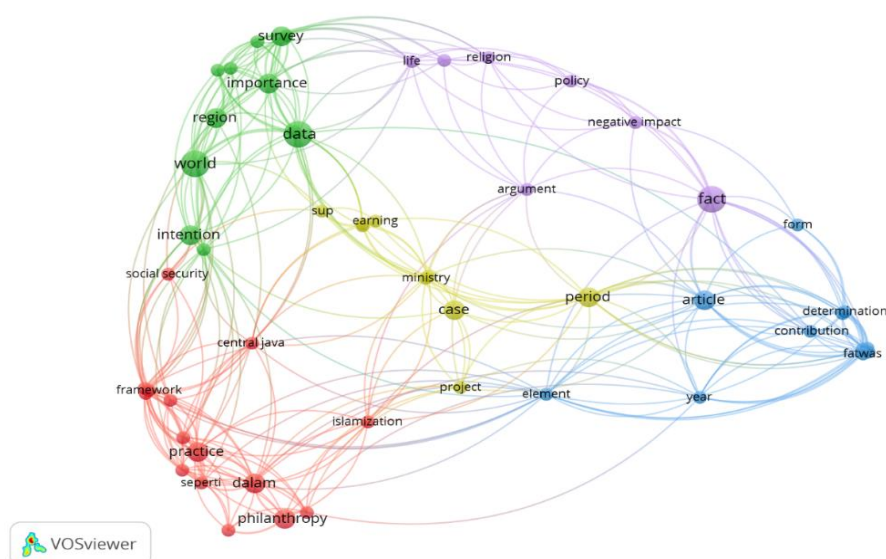 survey
life
religion
policy
importance
negative impact
region
data
world
argument
fact
sup
earning
form
intention
social security
ministry
period
article
case
determination
contribution
central java
fatwas
framework
project
element
year
islamization
practice
seperti
dalam
philanthropy
VOSviewer